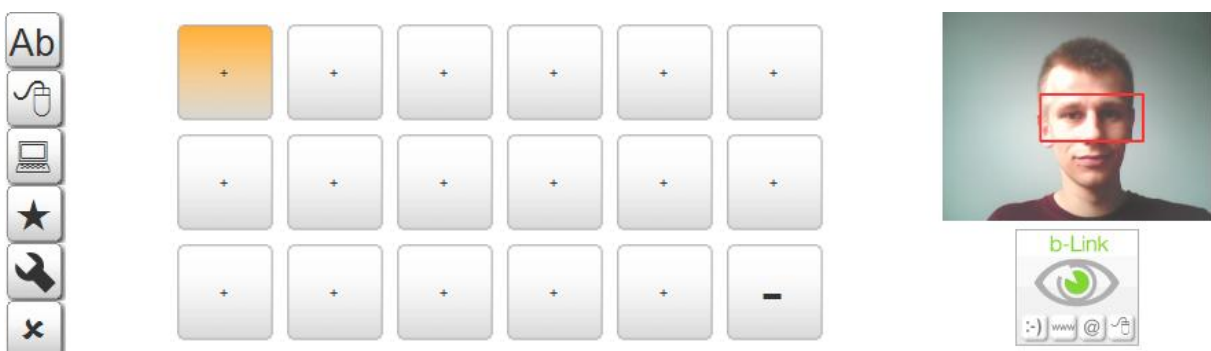 Ab
+ + + + + +
+ + + + + +
+ + + + + -
b-Link
:-) www @